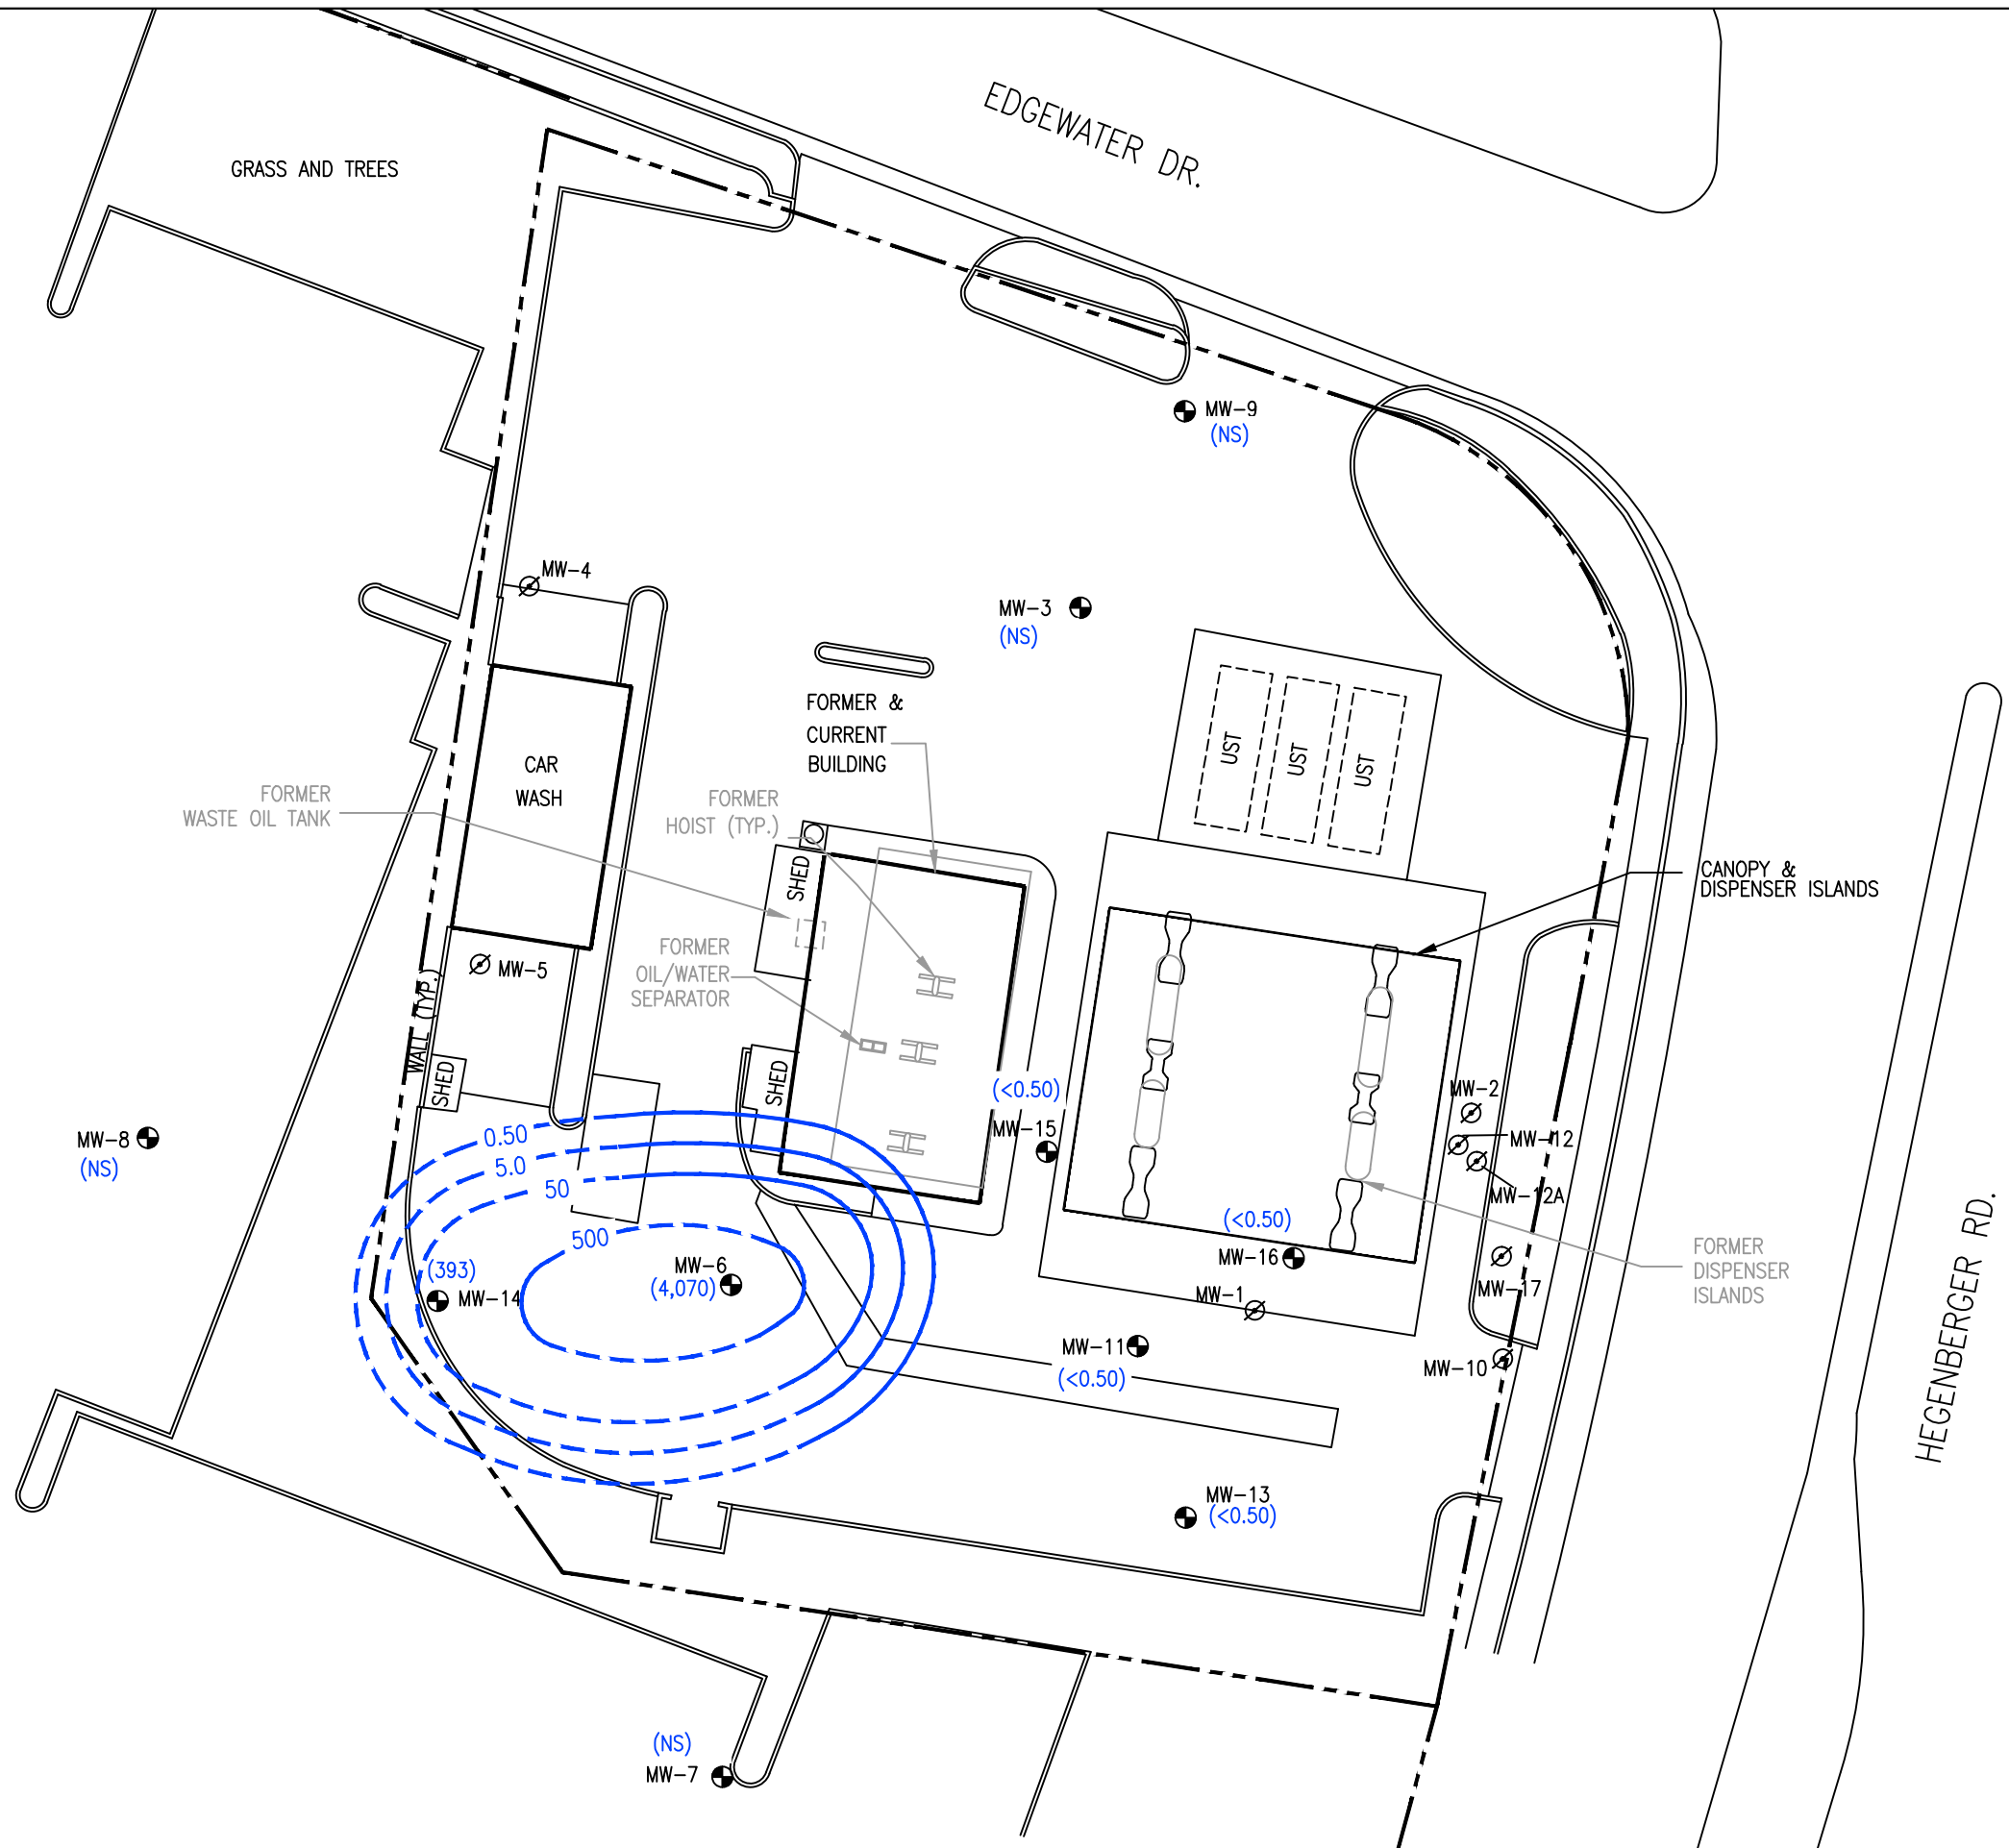 EDGEWATER DR.
GRASS AND TREES
MW-9
(NS)
MW-4
MW-3
(NS)
FORMER &
CURRENT
BUILDING
UST
UST
UST
CAR
WASH
FORMER
WASTE OIL TANK
FORMER
HOIST (TYP.)
SHED
CANOPY &
DISPENSER ISLANDS
FORMER
OIL/WATER
SEPARATOR
MW-5
WALL (TYP.)
SHED
SHED
(<0.50)
MW-15
MW-2
MW-12
MW-12A
MW-8
(NS)
0.50
5.0
50
500
(393)
MW-14
MW-6
(4,070)
(<0.50)
MW-16
MW-1
MW-17
FORMER
DISPENSER
ISLANDS
MW-11
(<0.50)
MW-10
HEGENBERGER RD.
MW-13
(<0.50)
(NS)
MW-7